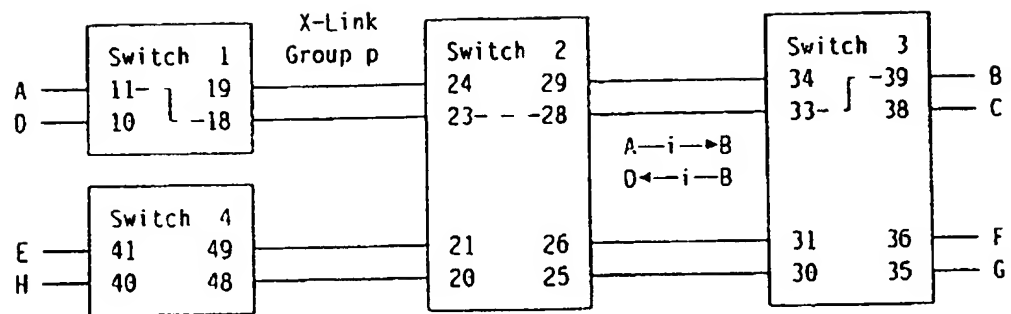 X-Link
Group p
Switch 1
11- 19
10 -18
Switch 2
24 29
23- - -28
21 26
20 25
Switch 3
34 -39
33- 38
31 36
30 35
A
D
B
C
A—i—►B
D◄—i—B
Switch 4
41 49
40 48
E
H
F
G